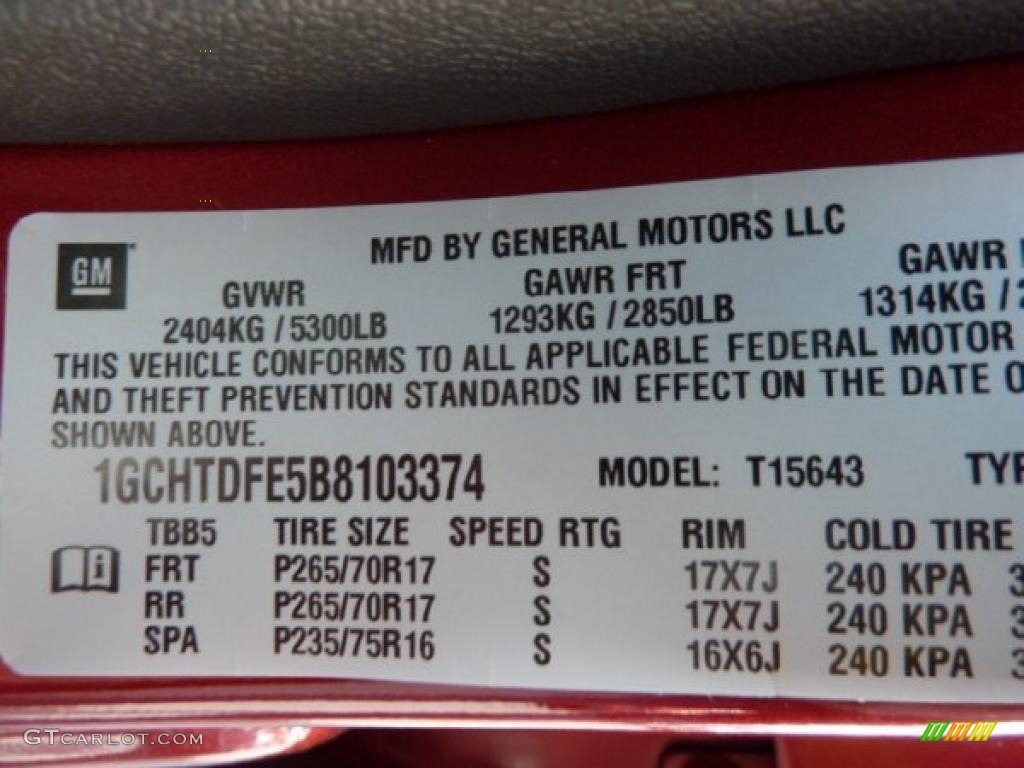 GM
MFD BY GENERAL MOTORS LLC
GVWR GAWR FRT GAWR
2404KG / 5300LB 1293KG / 2850LB 1314KG /
THIS VEHICLE CONFORMS TO ALL APPLICABLE FEDERAL MOTOR
AND THEFT PREVENTION STANDARDS IN EFFECT ON THE DATE
SHOWN ABOVE.
1GCHTDFE5B8103374 MODEL: T15643
TBB5 TIRE SIZE SPEED RTG RIM COLD TIRE
FRT P265/70R17 S 17X7J 240 KPA
RR P265/70R17 S 17X7J 240 KPA
SPA P235/75R16 S 16X6J 240 KPA
GTCARLOT.COM